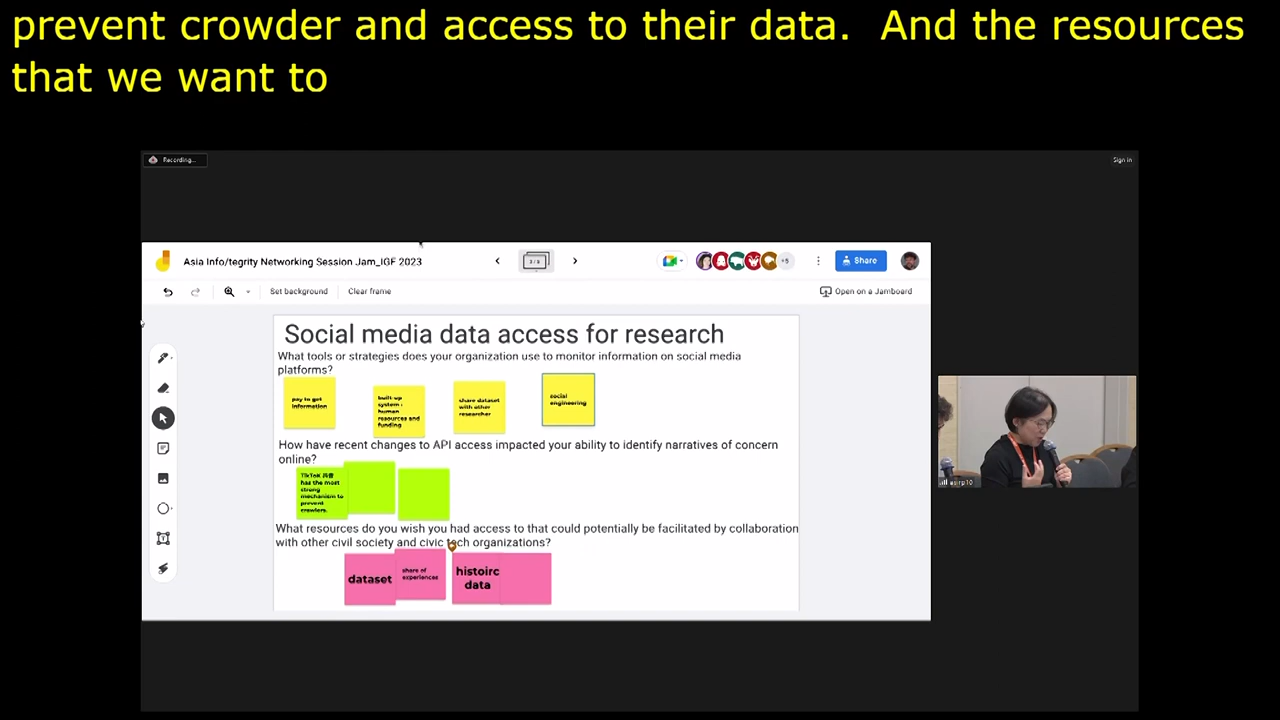 prevent crowder and access to their data.  And the resources
that we want to
Recording...
Sign in
Asia Info/tegrity Networking Session Jam_IGF 2023
3 / 3
+5
Share
Set background
Clear frame
Open on a Jamboard
Social media data access for research
What tools or strategies does your organization use to monitor information on social media
platforms?
pay to get
information
built-up
system :
human
resources and
funding
share dataset
with other
researcher
social
engineering
How have recent changes to API access impacted your ability to identify narratives of concern
online?
TikTok 抖音
has the most
strong
mechanism to
prevent
crawlers.
What resources do you wish you had access to that could potentially be facilitated by collaboration
with other civil society and civic tech organizations?
dataset
share of
experiences
histoirc
data